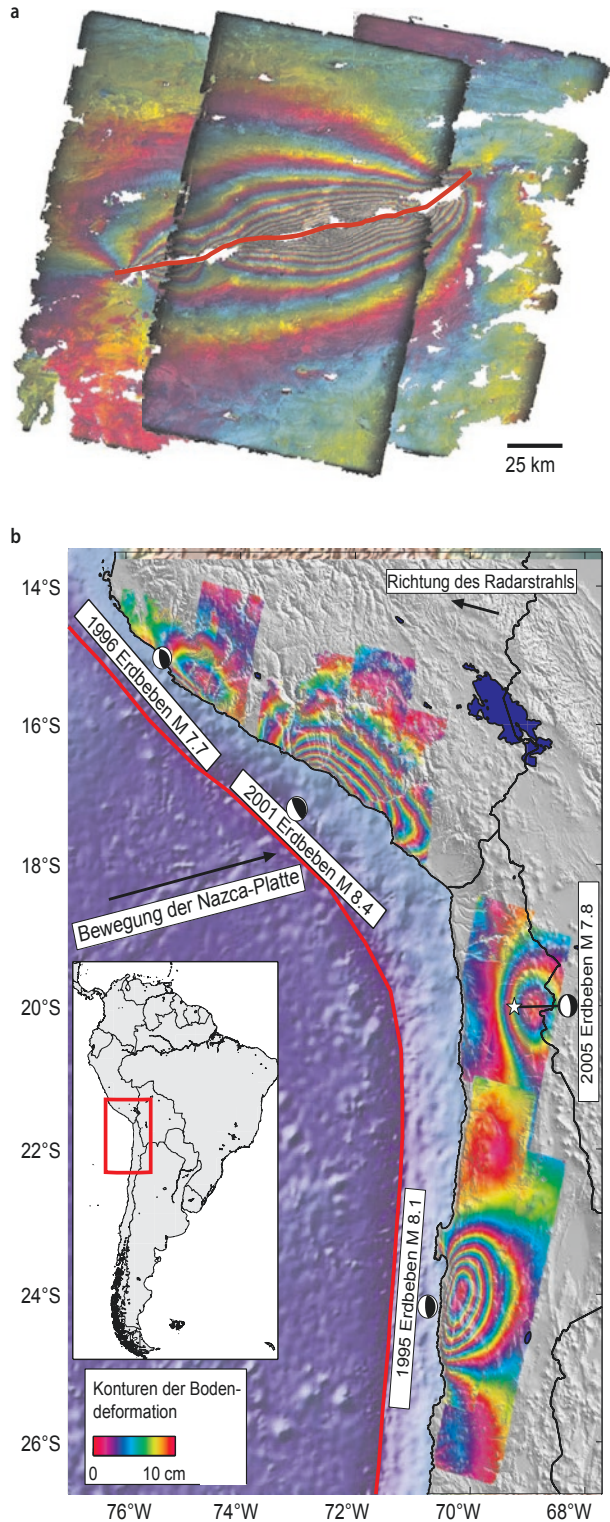 a
25 km
b
14°S
16°S
18°S
20°S
22°S
24°S
26°S
Richtung des Radarstrahls
1996 Erdbeben M 7.7
2001 Erdbeben M 8.4
Bewegung der Nazca-Platte
2005 Erdbeben M 7.8
1995 Erdbeben M 8.1
Konturen der Boden-
deformation
0 10 cm
76°W 74°W 72°W 70°W 68°W